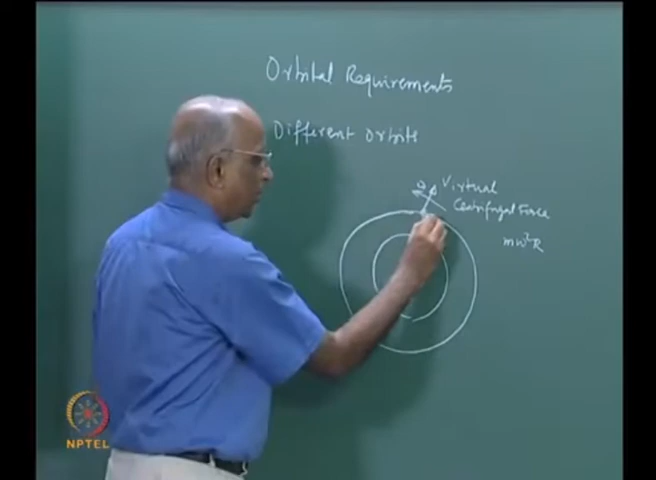 Orbital Requirements
Different Orbits
Virtual
Centrifugal Force
mω²R
NPTEL